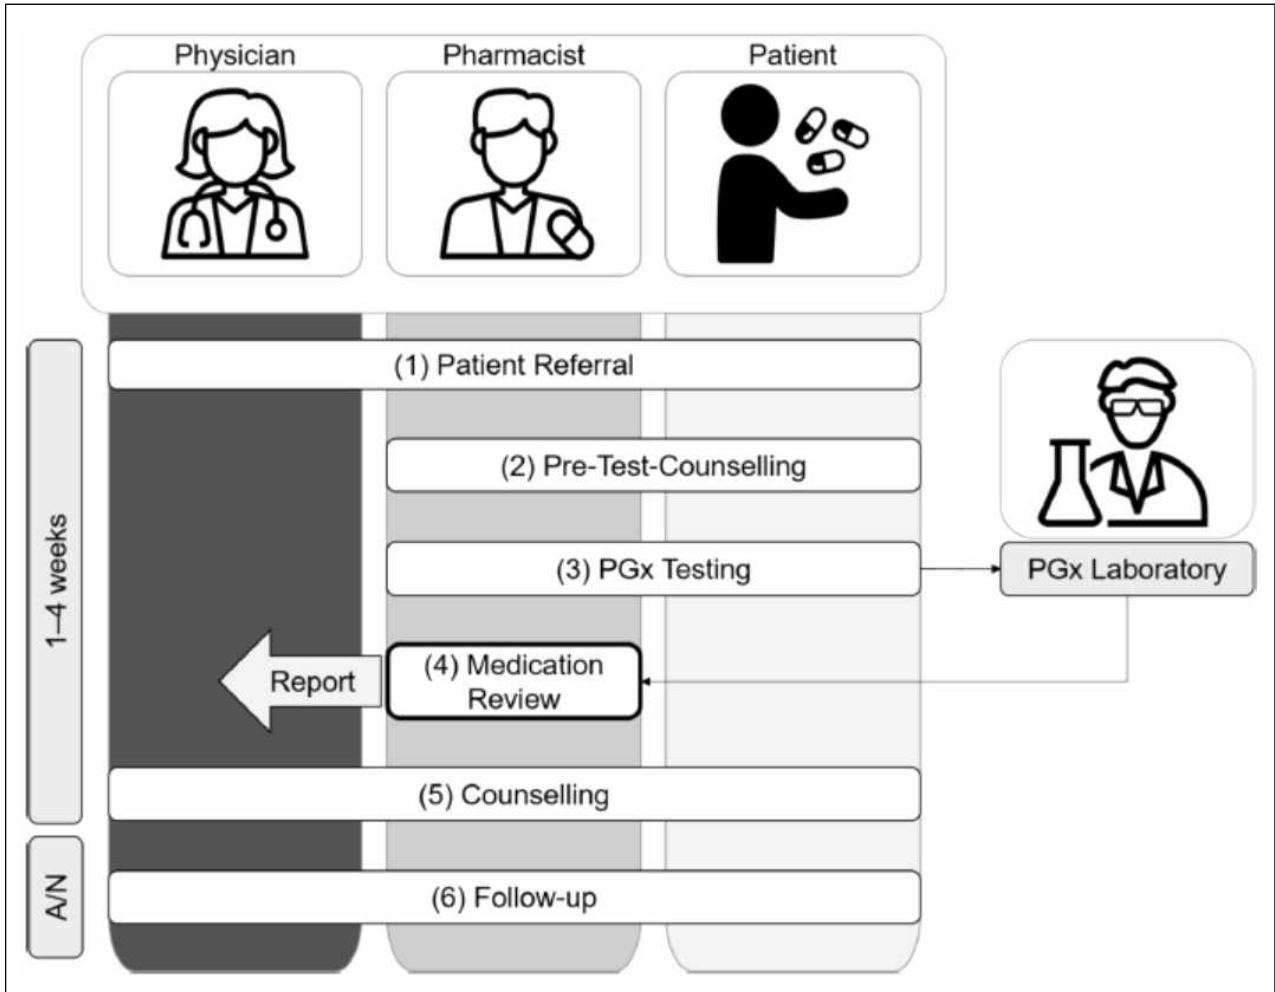 Physician
Pharmacist
Patient
(1) Patient Referral
(2) Pre-Test-Counselling
(3) PGx Testing
PGx Laboratory
(4) Medication
Review
Report
(5) Counselling
(6) Follow-up
1–4 weeks
A/N